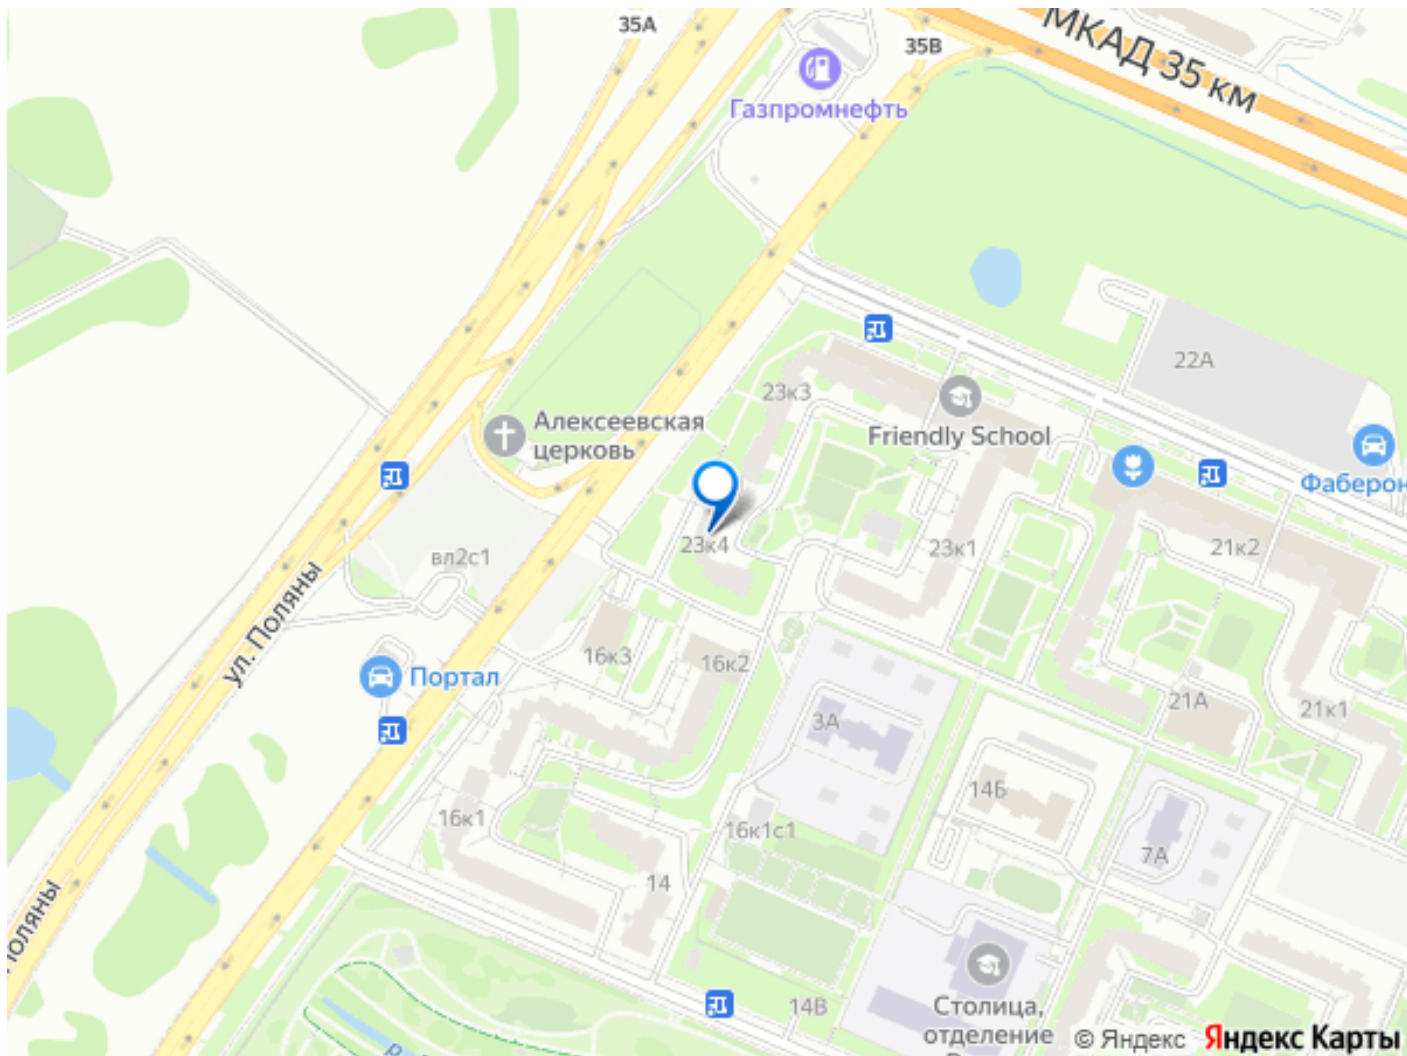 35А
35В
МКАД 35 км
Газпромнефть
22А
23к3
Friendly School
Алексеевская
церковь
Фаберон
23к4
23к1
21к2
вл2с1
ул. Поляны
16к3
16к2
Портал
21А
21к1
3А
14Б
16к1
16к1с1
7А
14
Поляны
14В
Столица,
отделение
© Яндекс Яндекс Карты